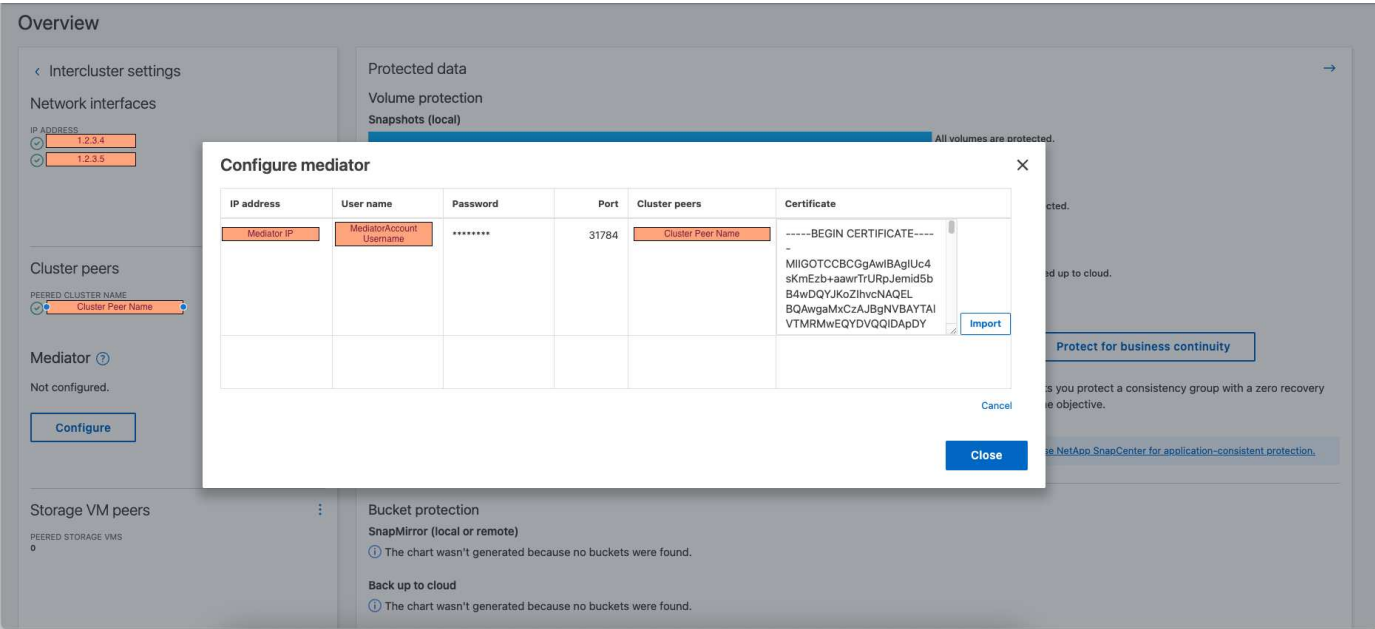 Overview
Intercluster settings
Network interfaces
IP ADDRESS
1.2.3.4
1.2.3.5
Cluster peers
PEERED CLUSTER NAME
Cluster Peer Name
Mediator
Not configured.
Configure
Storage VM peers
PEERED STORAGE VMS
0
Protected data
Volume protection
Snapshots (local)
All volumes are protected.
cted.
ed up to cloud.
Protect for business continuity
s you protect a consistency group with a zero recovery
e objective.
se NetApp SnapCenter for application-consistent protection.
Bucket protection
SnapMirror (local or remote)
The chart wasn't generated because no buckets were found.
Back up to cloud
The chart wasn't generated because no buckets were found.
Configure mediator
IP address User name Password Port Cluster peers Certificate
Mediator IP
MediatorAccount
Username
********
31784
Cluster Peer Name
-----BEGIN CERTIFICATE----
-
MIIGOTCCBCGgAwIBAgIUc4
sKmEzb+aawrTrURpJemid5b
B4wDQYJKoZIhvcNAQEL
BQAwgaMxCzAJBgNVBAYTAl
VTMRMwEQYDVQQIDApDY
Import
Cancel
Close